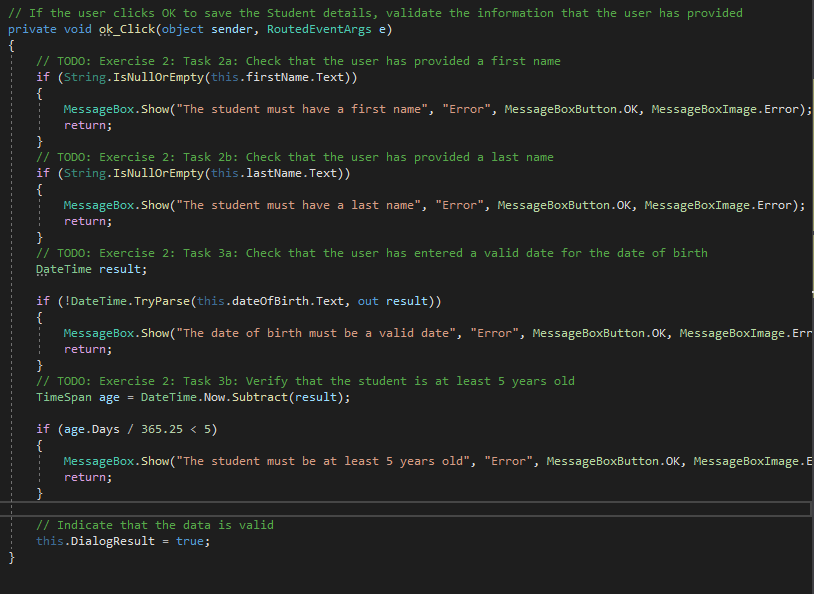 // If the user clicks OK to save the Student details, validate the information that the user has provided
private void ok_Click(object sender, RoutedEventArgs e)
{
// TODO: Exercise 2: Task 2a: Check that the user has provided a first name
if (String.IsNullOrEmpty(this.firstName.Text))
{
MessageBox.Show("The student must have a first name", "Error", MessageBoxButton.OK, MessageBoxImage.Error);
return;
}
// TODO: Exercise 2: Task 2b: Check that the user has provided a last name
if (String.IsNullOrEmpty(this.lastName.Text))
{
MessageBox.Show("The student must have a last name", "Error", MessageBoxButton.OK, MessageBoxImage.Error);
return;
}
// TODO: Exercise 2: Task 3a: Check that the user has entered a valid date for the date of birth
DateTime result;
if (!DateTime.TryParse(this.dateOfBirth.Text, out result))
{
MessageBox.Show("The date of birth must be a valid date", "Error", MessageBoxButton.OK, MessageBoxImage.Err
return;
}
// TODO: Exercise 2: Task 3b: Verify that the student is at least 5 years old
TimeSpan age = DateTime.Now.Subtract(result);
if (age.Days / 365.25 < 5)
{
MessageBox.Show("The student must be at least 5 years old", "Error", MessageBoxButton.OK, MessageBoxImage.E
return;
}
// Indicate that the data is valid
this.DialogResult = true;
}